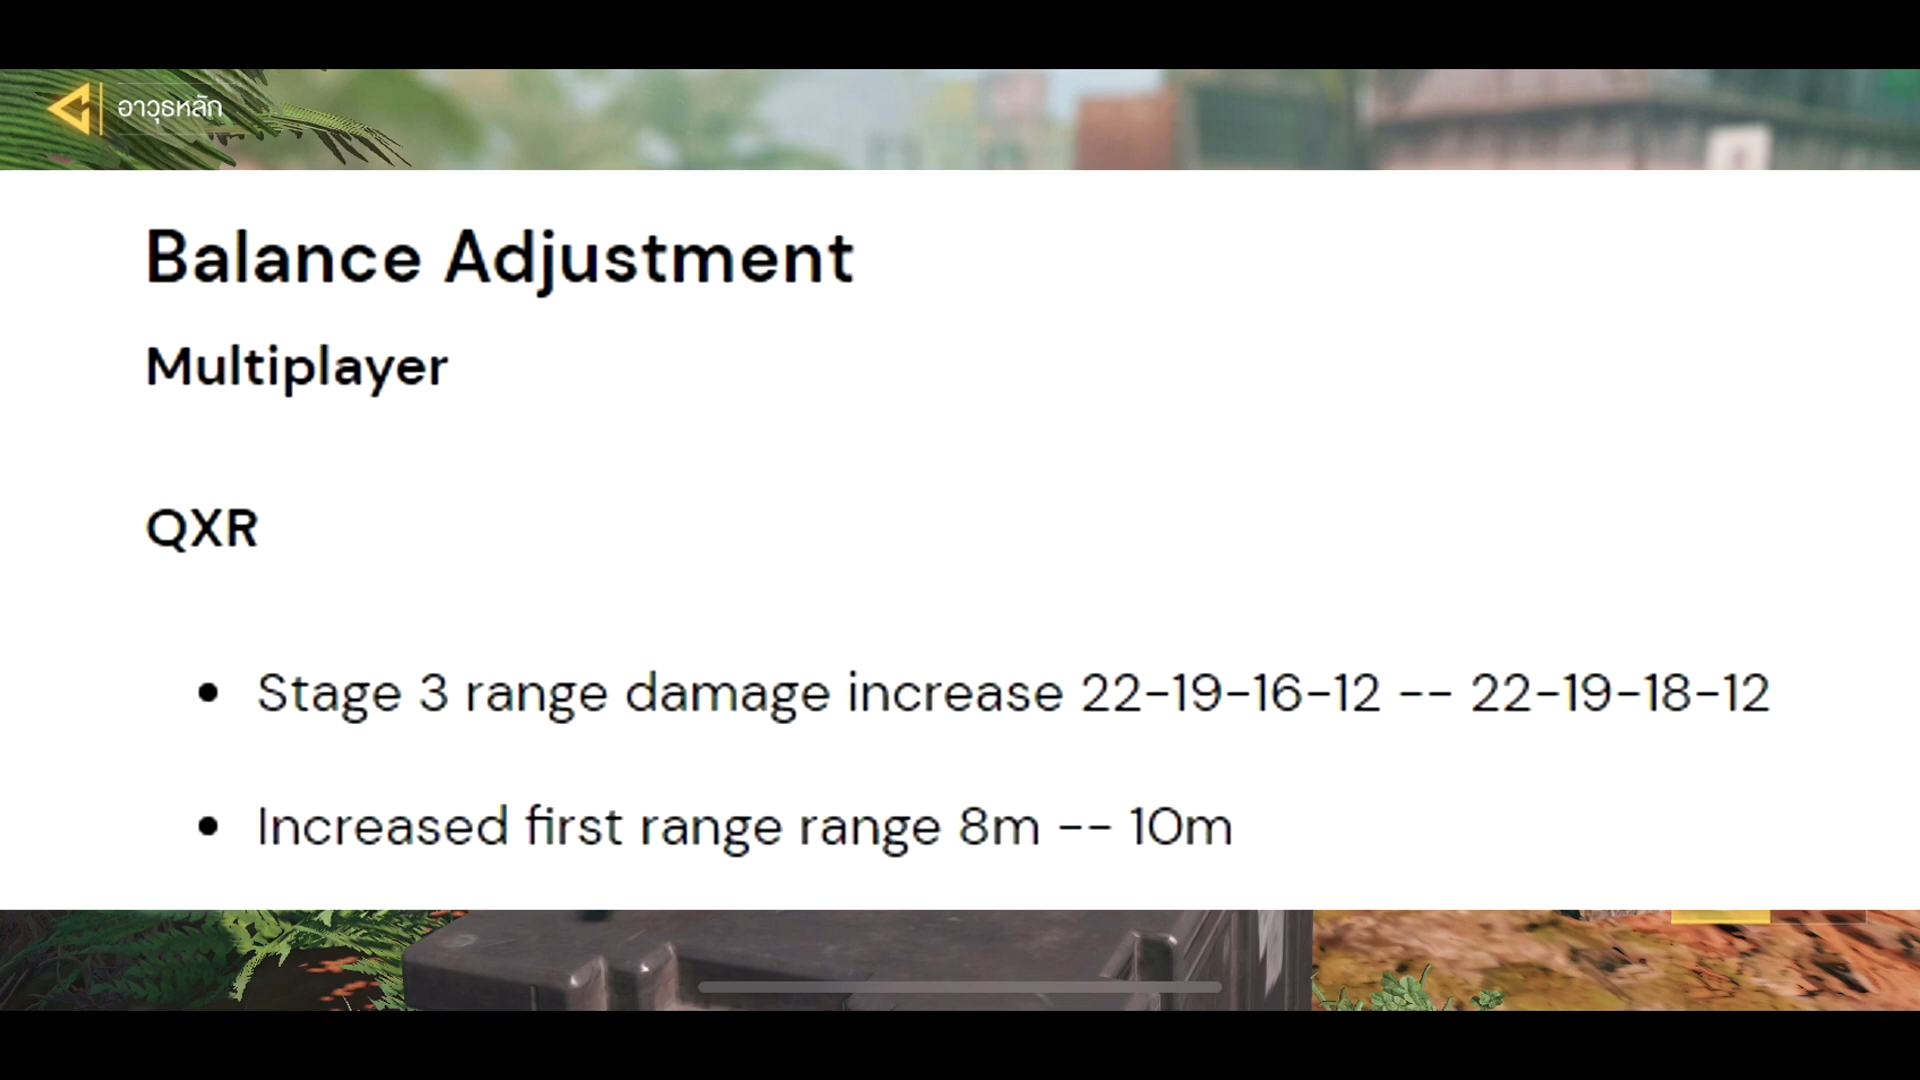 อาวุธหลัก
Balance Adjustment
Multiplayer
QXR
• Stage 3 range damage increase 22-19-16-12 -- 22-19-18-12
• Increased first range range 8m -- 10m